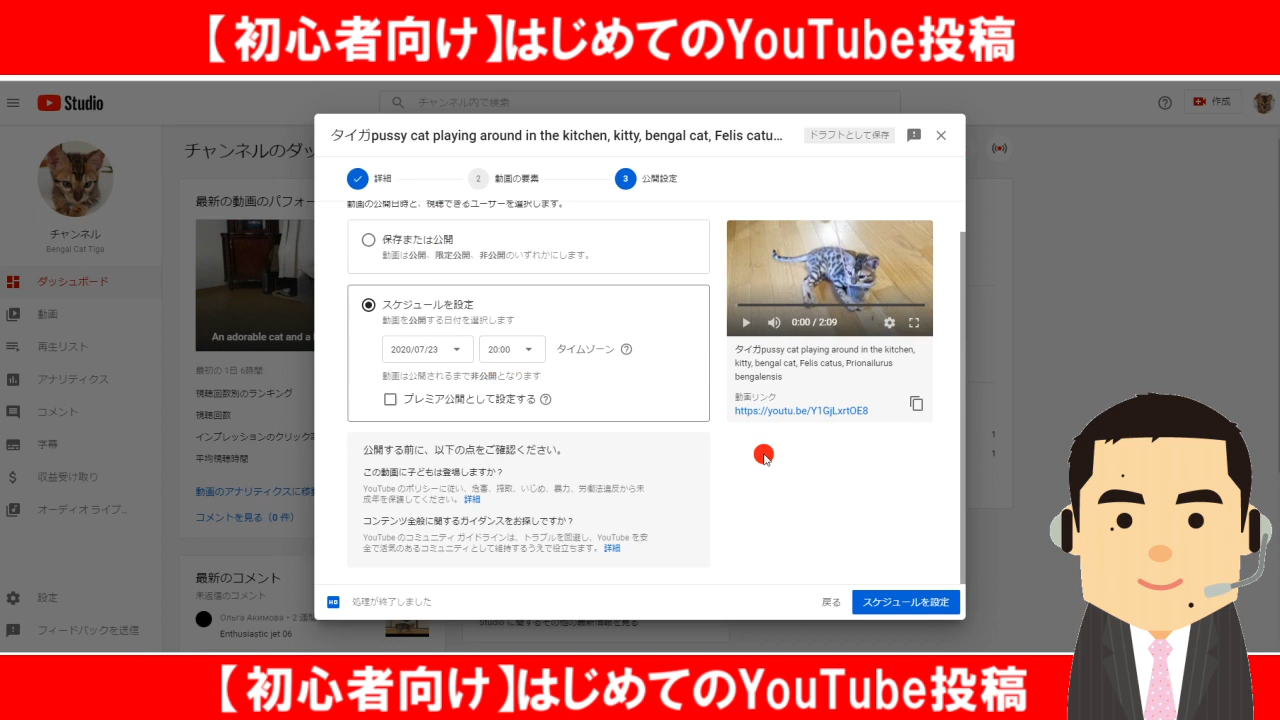 【初心者向け】はじめてのYouTube投稿
Studio
チャンネル内で検索
作成
チャンネルのダッ
タイガpussy cat playing around in the kitchen, kitty, bengal cat, Felis catu...
ドラフトとして保存
詳細
2
動画の要素
3
公開設定
動画の公開日時と、視聴できるユーザーを選択します。
チャンネル
Bengal Cat Tiga
ダッシュボード
動画
再生リスト
アナリティクス
コメント
字幕
収益受け取り
オーディオ ライブ...
設定
フィードバックを送信
最新の動画のパフォー
An adorable cat and a
最初の 1日 6時間
視聴回数別のランキング
視聴回数
インプレッションのクリック
平均視聴時間
動画のアナリティクスに移
コメントを見る（0 件）
最新のコメント
未返信のコメント
Ольга Акимова • 2 週
Enthusiastic jet 06
保存または公開
動画は公開、限定公開、非公開のいずれかにします。
スケジュールを設定
動画を公開する日付を選択します
2020/07/23
20:00
タイムゾーン
動画は公開されるまで非公開となります
プレミア公開として設定する
公開する前に、以下の点をご確認ください。
この動画に子どもは登場しますか？
YouTube のポリシーに従い、危害、搾取、いじめ、暴力、労働法違反から未
成年を保護してください。 詳細
コンテンツ全般に関するガイダンスをお探しですか？
YouTube のコミュニティ ガイドラインは、トラブルを回避し、YouTube を安
全で活気のあるコミュニティとして維持するうえで役立ちます。 詳細
0:00 / 2:09
タイガpussy cat playing around in the kitchen,
kitty, bengal cat, Felis catus, Prionailurus
bengalensis
動画リンク
https://youtu.be/Y1GjLxrtOE8
1
1
HD
処理が終了しました
戻る
スケジュールを設定
Studio に関するその他の最新情報を見る
【初心者向け】はじめてのYouTube投稿